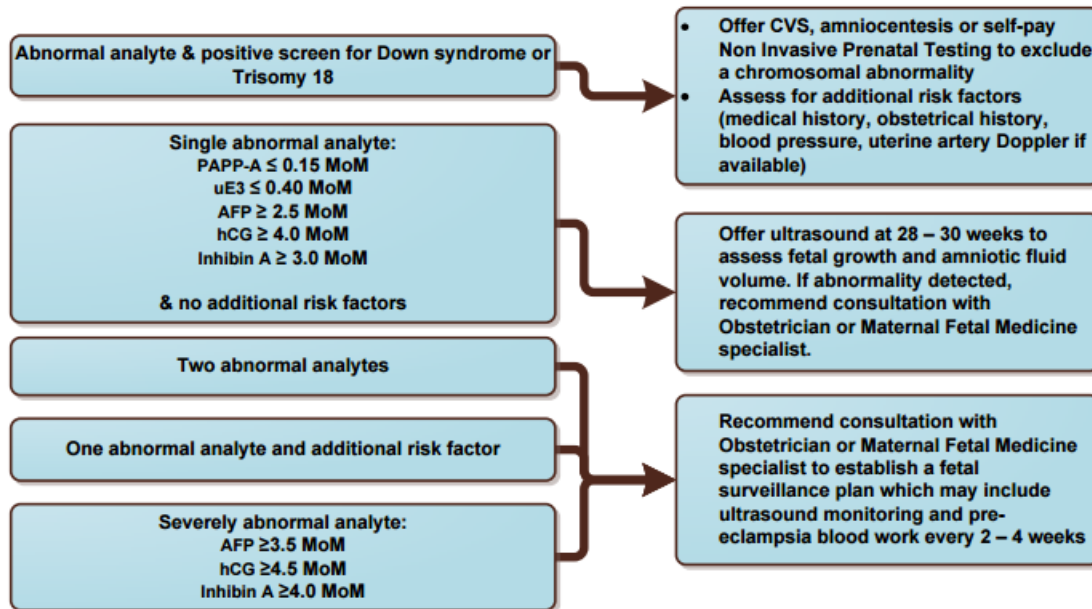 Abnormal analyte & positive screen for Down syndrome or
Trisomy 18
• Offer CVS, amniocentesis or self-pay
Non Invasive Prenatal Testing to exclude
a chromosomal abnormality
• Assess for additional risk factors
(medical history, obstetrical history,
blood pressure, uterine artery Doppler if
available)
Single abnormal analyte:
PAPP-A ≤ 0.15 MoM
uE3 ≤ 0.40 MoM
AFP ≥ 2.5 MoM
hCG ≥ 4.0 MoM
Inhibin A ≥ 3.0 MoM
& no additional risk factors
Offer ultrasound at 28 – 30 weeks to
assess fetal growth and amniotic fluid
volume. If abnormality detected,
recommend consultation with
Obstetrician or Maternal Fetal Medicine
specialist.
Two abnormal analytes
One abnormal analyte and additional risk factor
Severely abnormal analyte:
AFP ≥3.5 MoM
hCG ≥4.5 MoM
Inhibin A ≥4.0 MoM
Recommend consultation with
Obstetrician or Maternal Fetal Medicine
specialist to establish a fetal
surveillance plan which may include
ultrasound monitoring and pre-
eclampsia blood work every 2 – 4 weeks